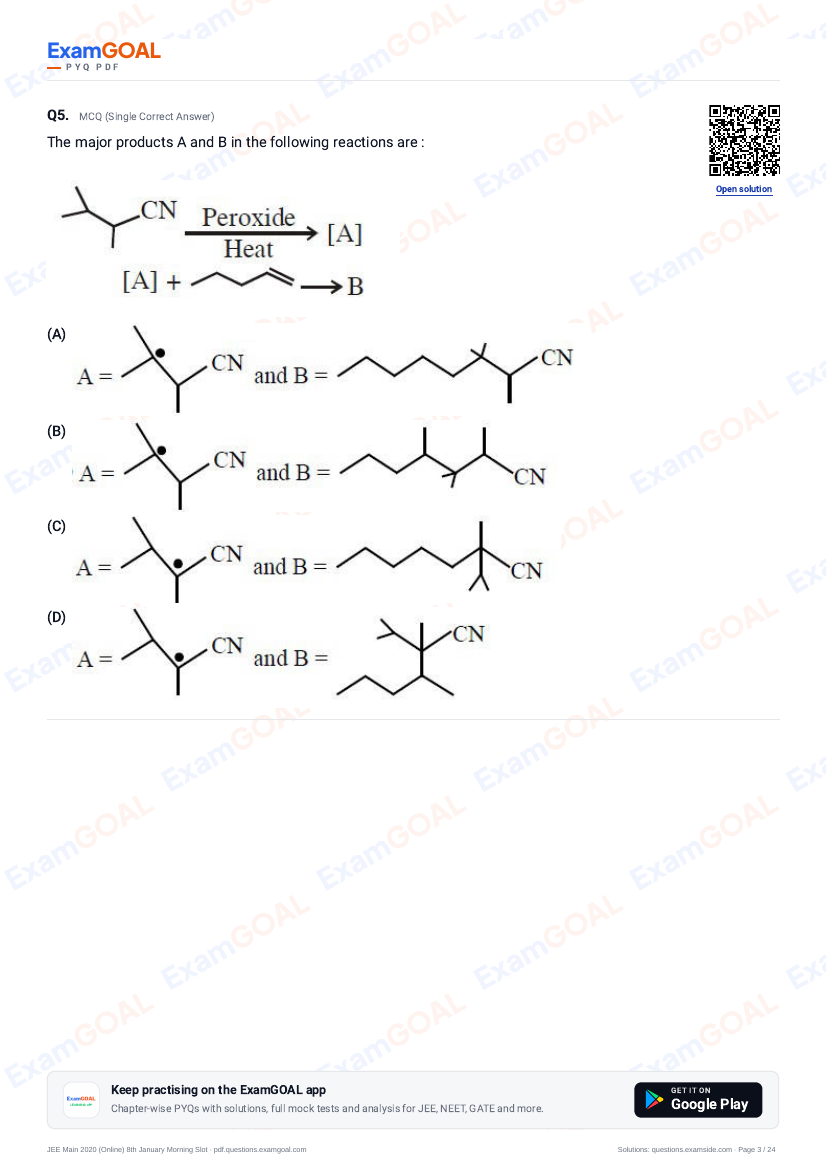 ExamGOAL
PYQ PDF
Q5. MCQ (Single Correct Answer)
The major products A and B in the following reactions are :
Open solution
CN
Peroxide
Heat
[A]
[A] +
B
(A)
A =
CN
and B =
CN
(B)
A =
CN
and B =
CN
(C)
A =
CN
and B =
CN
(D)
A =
CN
and B =
CN
Keep practising on the ExamGOAL app
Chapter-wise PYQs with solutions, full mock tests and analysis for JEE, NEET, GATE and more.
GET IT ON
Google Play
JEE Main 2020 (Online) 8th January Morning Slot · pdf.questions.examgoal.com
Solutions: questions.examside.com · Page 3 / 24